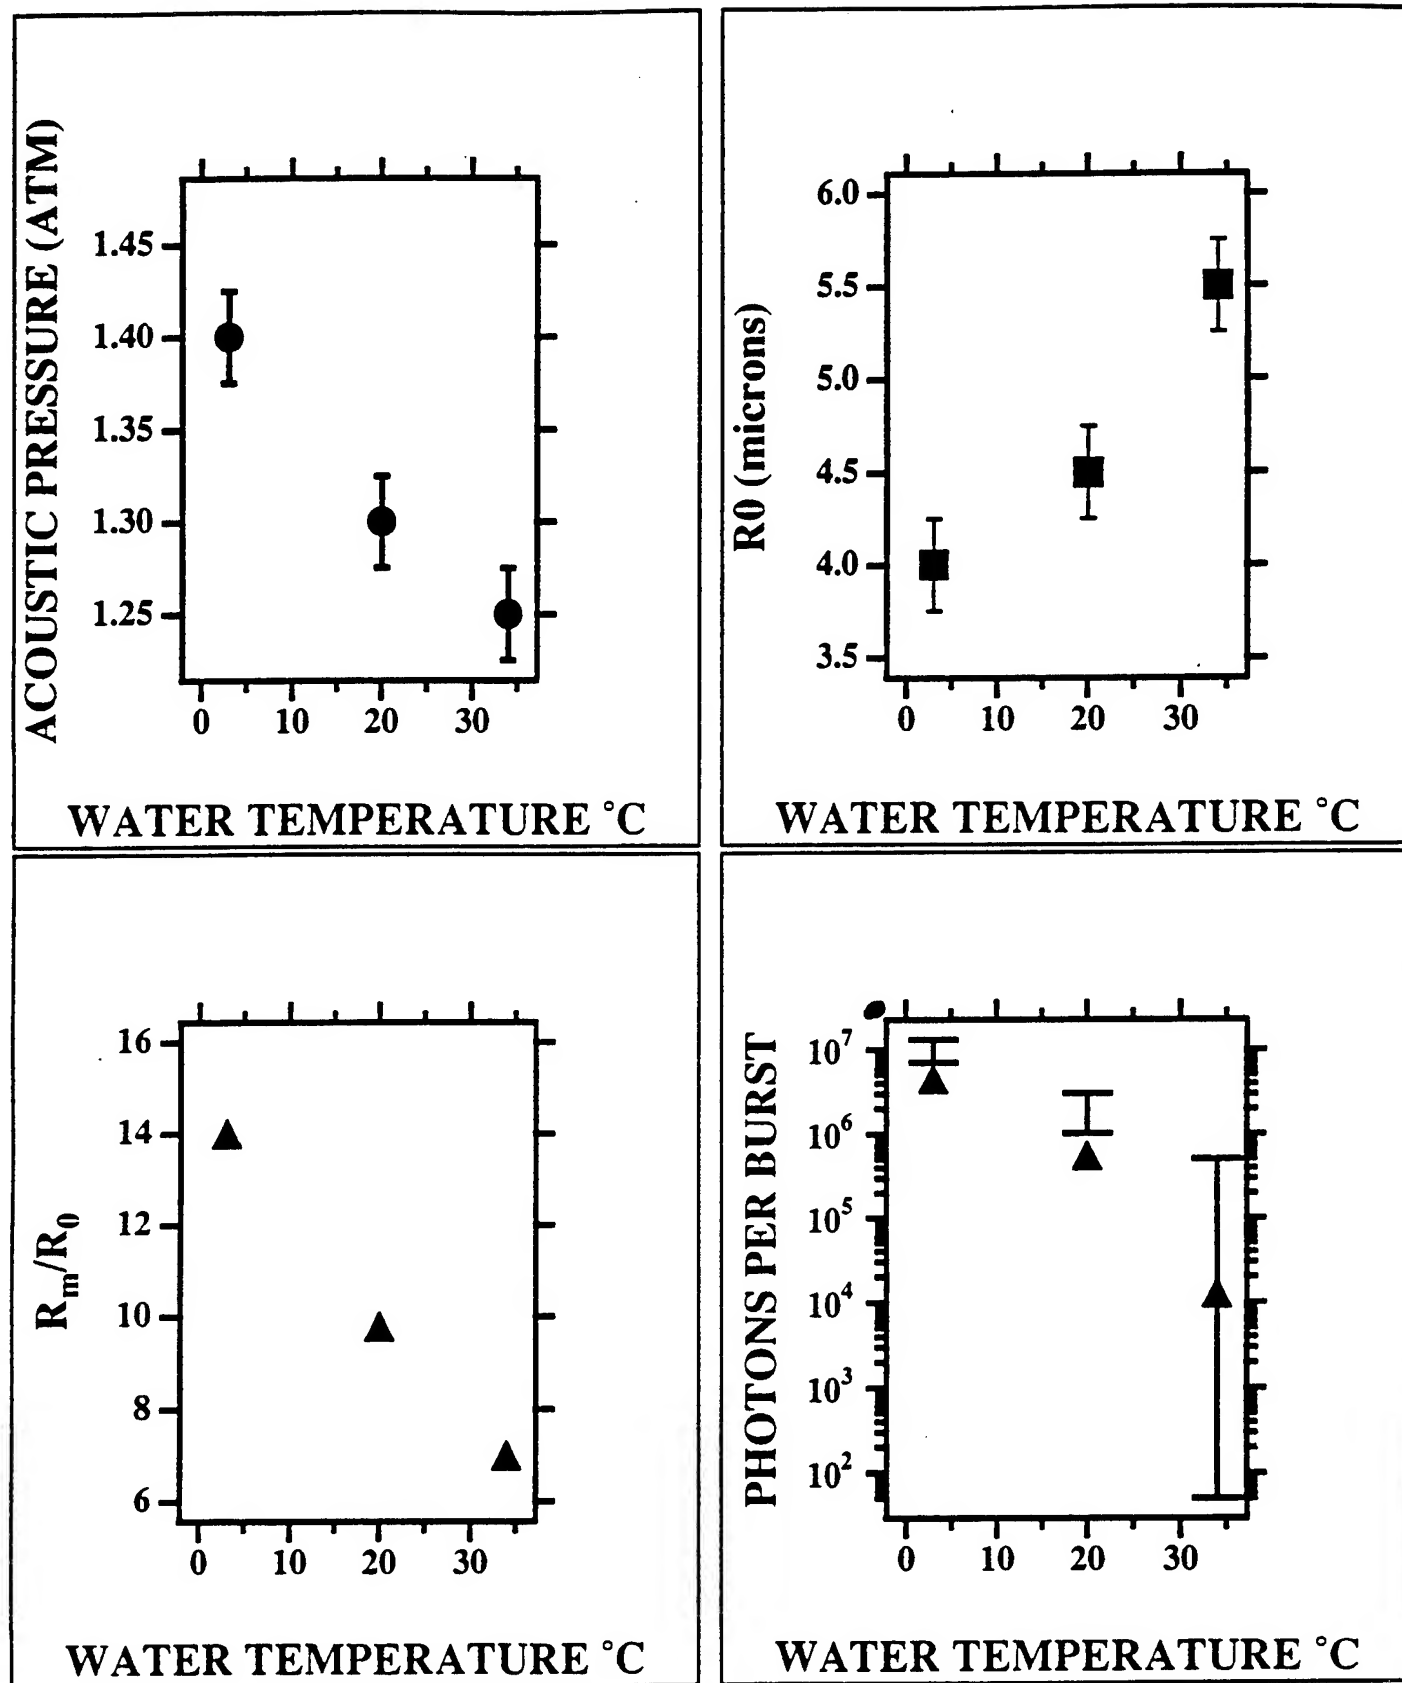 ACOUSTIC PRESSURE (ATM)
1.45
1.40
1.35
1.30
1.25
0 10 20 30
WATER TEMPERATURE °C
R0 (microns)
6.0
5.5
5.0
4.5
4.0
3.5
0 10 20 30
WATER TEMPERATURE °C
Rm/R0
16
14
12
10
8
6
0 10 20 30
WATER TEMPERATURE °C
PHOTONS PER BURST
10⁷
10⁶
10⁵
10⁴
10³
10²
0 10 20 30
WATER TEMPERATURE °C